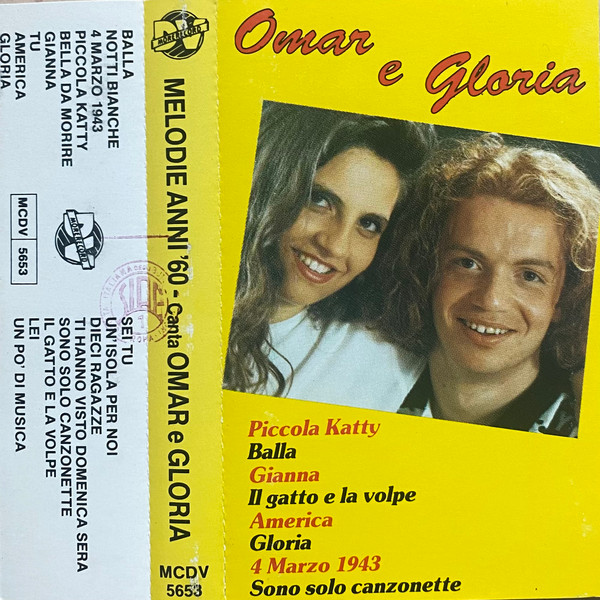 Omar
e Gloria
Piccola Katty
Balla
Gianna
Il gatto e la volpe
America
Gloria
4 Marzo 1943
Sono solo canzonette
MORERECORD
MELODIE ANNI '60 - Canta OMAR e GLORIA
MCDV
5653
BALLA
NOTTI BIANCHE
4 MARZO 1943
PICCOLA KATTY
BELLA DA MORIRE
GIANNA
TU
AMERICA
GLORIA
MORERECORD
MCDV 5653
SEI TU
UN'ISOLA PER NOI
DIECI RAGAZZE
TI HANNO VISTO DOMENICA SERA
SONO SOLO CANZONETTE
IL GATTO E LA VOLPE
LEI
UN PO' DI MUSICA